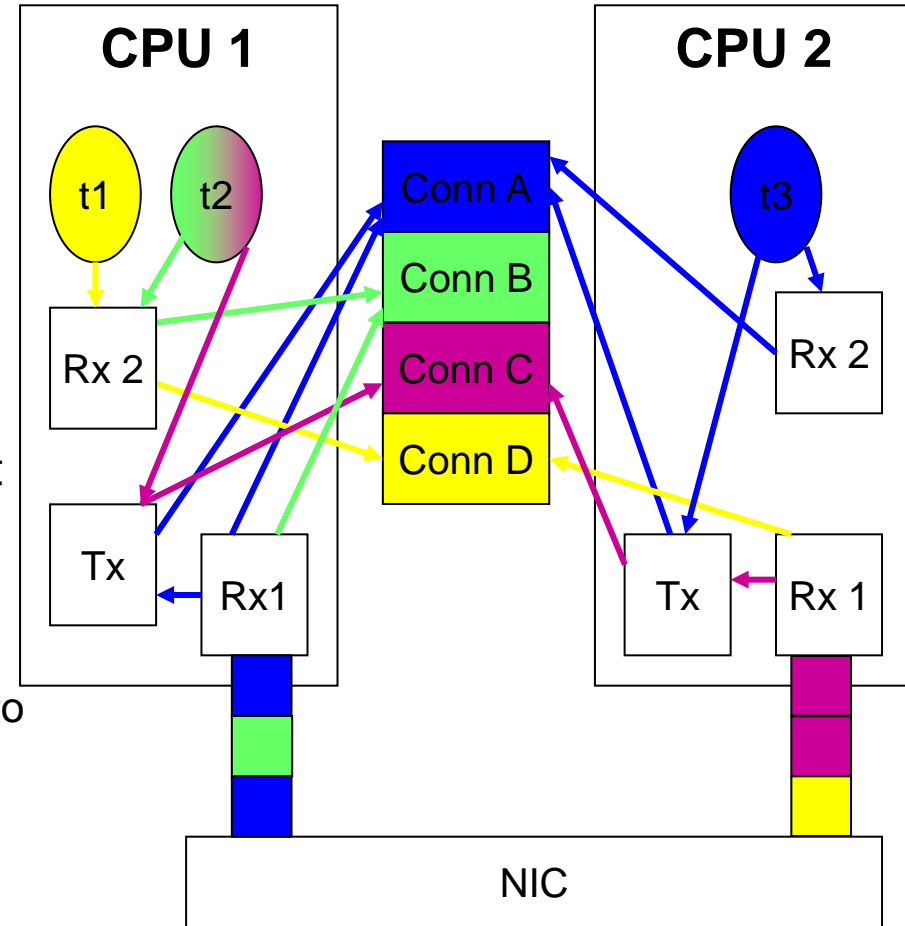 CPU 1
CPU 2
t1
t2
t3
Conn A
Conn B
Conn C
Conn D
Rx 2
Rx 2
Tx
Rx1
Tx
Rx 1
o
NIC